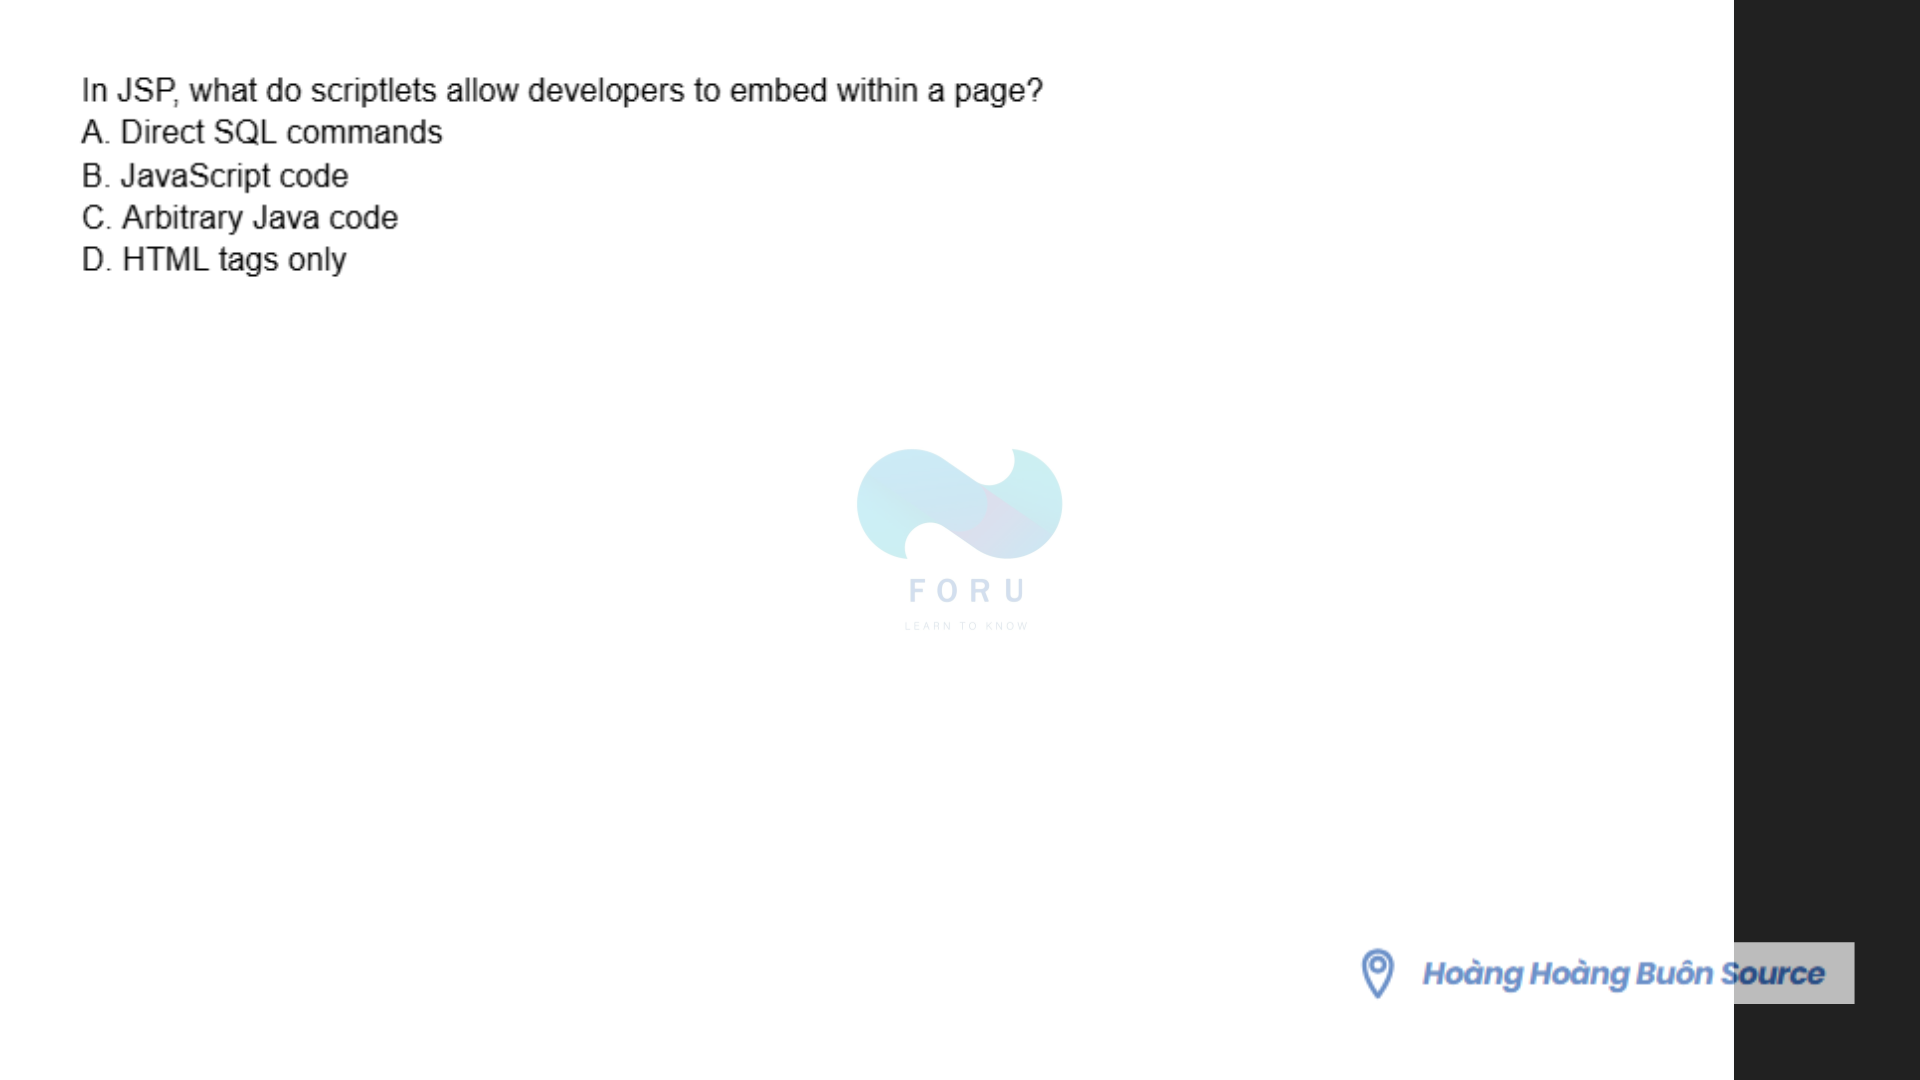 In JSP, what do scriptlets allow developers to embed within a page?
A. Direct SQL commands
B. JavaScript code
C. Arbitrary Java code
D. HTML tags only
FORU
LEARN TO KNOW
Hoàng Hoàng Buôn Source